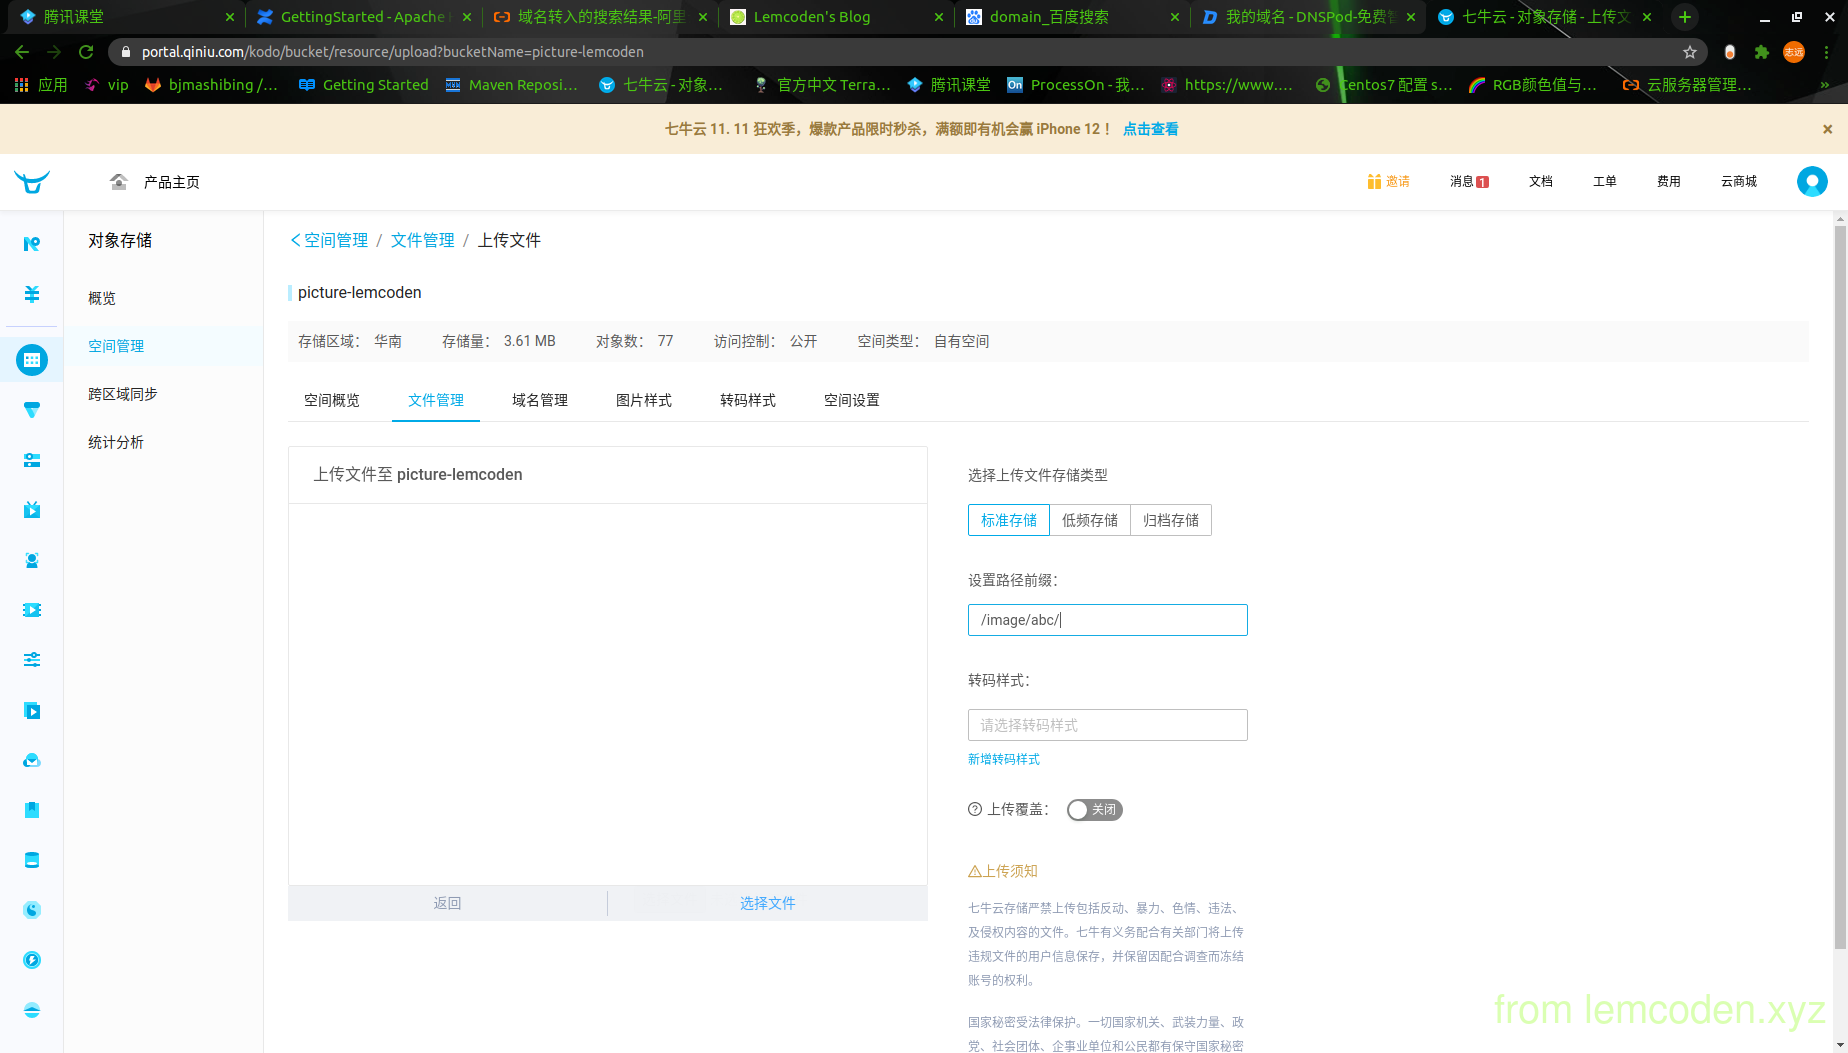 腾讯课堂
GettingStarted - Apache
域名转入的搜索结果-阿里
Lemcoden's Blog
domain_百度搜索
我的域名 - DNSPod-免费智
七牛云 - 对象存储 - 上传文
portal.qiniu.com/kodo/bucket/resource/upload?bucketName=picture-lemcoden
志远
应用
vip
bjmashibing /...
Getting Started
Maven Reposi...
七牛云 - 对象...
官方中文 Terra...
腾讯课堂
ProcessOn - 我...
https://www....
Centos7 配置 s...
RGB颜色值与...
云服务器管理...
»
七牛云 11. 11 狂欢季，爆款产品限时秒杀，满额即有机会赢 iPhone 12 ！ 点击查看
产品主页
邀请
消息 1
文档
工单
费用
云商城
对象存储
概览
空间管理
跨区域同步
统计分析
空间管理 / 文件管理 / 上传文件
picture-lemcoden
存储区域： 华南 存储量： 3.61 MB 对象数： 77 访问控制： 公开 空间类型： 自有空间
空间概览 文件管理 域名管理 图片样式 转码样式 空间设置
上传文件至 picture-lemcoden
返回
选择文件
选择上传文件存储类型
标准存储 低频存储 归档存储
设置路径前缀：
/image/abc/
转码样式：
请选择转码样式
新增转码样式
上传覆盖： 关闭
上传须知
七牛云存储严禁上传包括反动、暴力、色情、违法、
及侵权内容的文件。七牛有义务配合有关部门将上传
违规文件的用户信息保存，并保留因配合调查而冻结
账号的权利。
国家秘密受法律保护。一切国家机关、武装力量、政
党、社会团体、企事业单位和公民都有保守国家秘密
from lemcoden.xyz